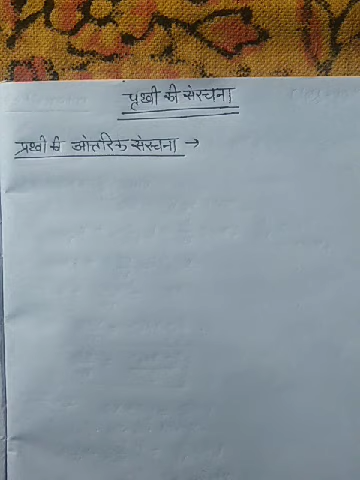 पृथ्वी की संरचना
पृथ्वी की आंतरिक संरचना →